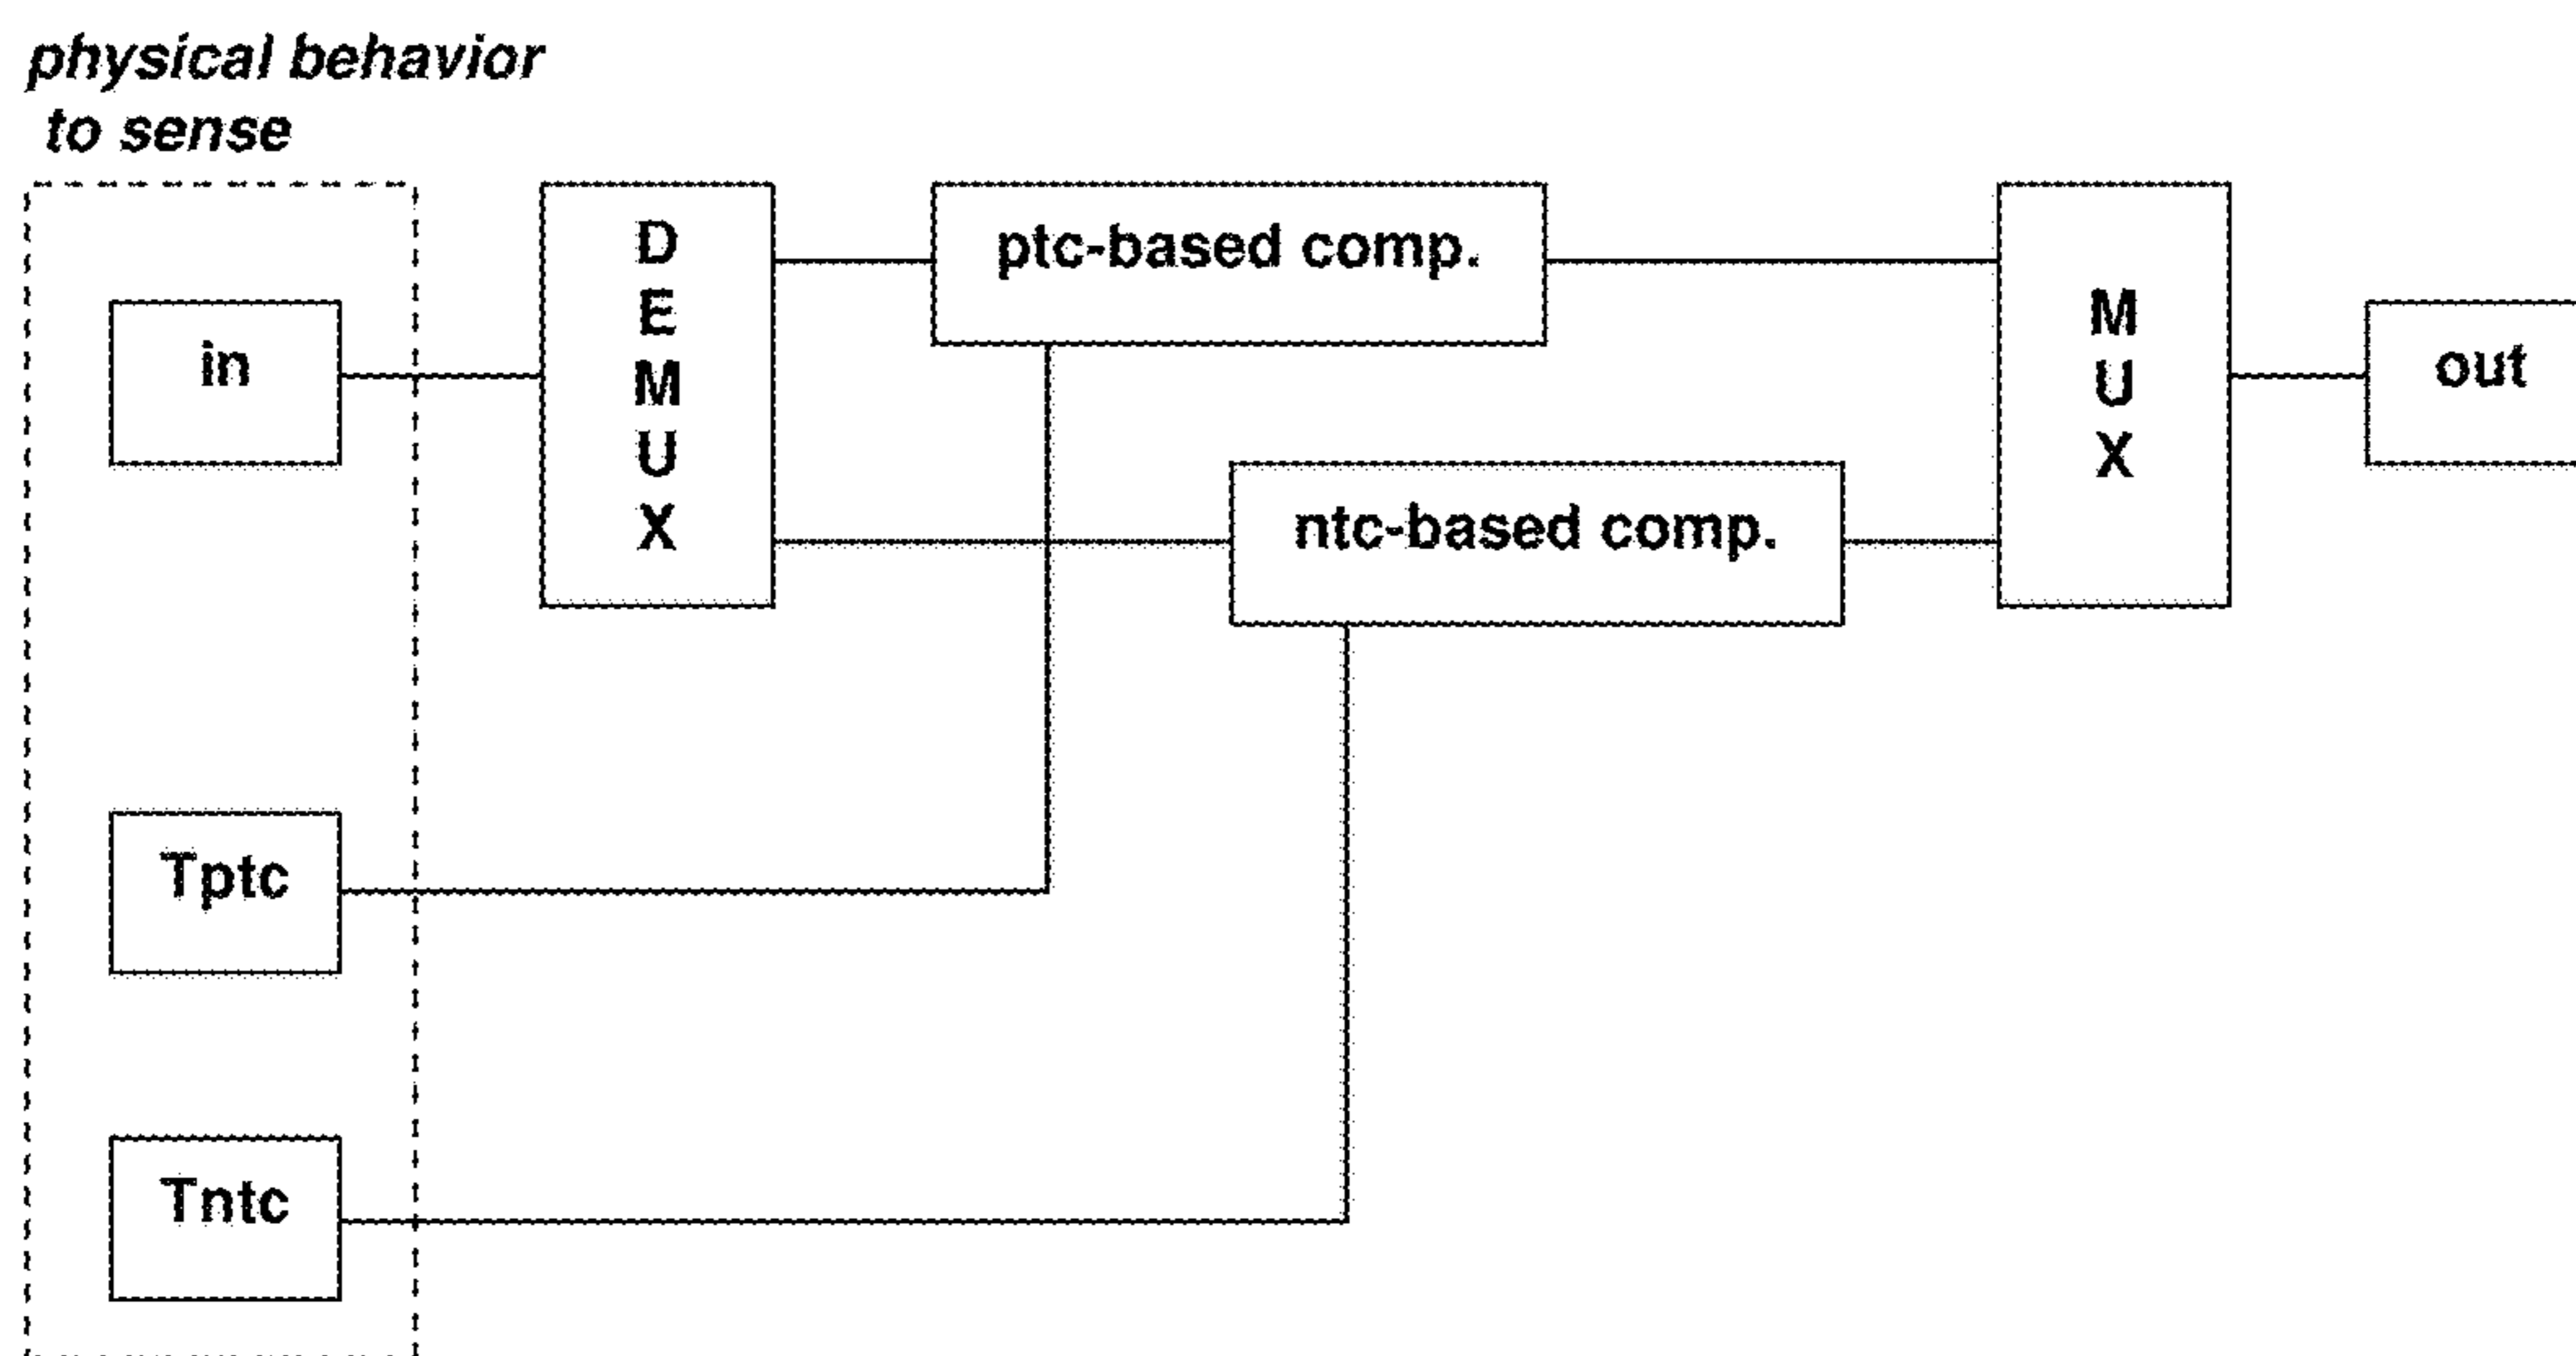 physical behavior
to sense
D
E
M
U
X
ptc-based comp.
M
U
X
in
out
ntc-based comp.
Tptc
Tntc